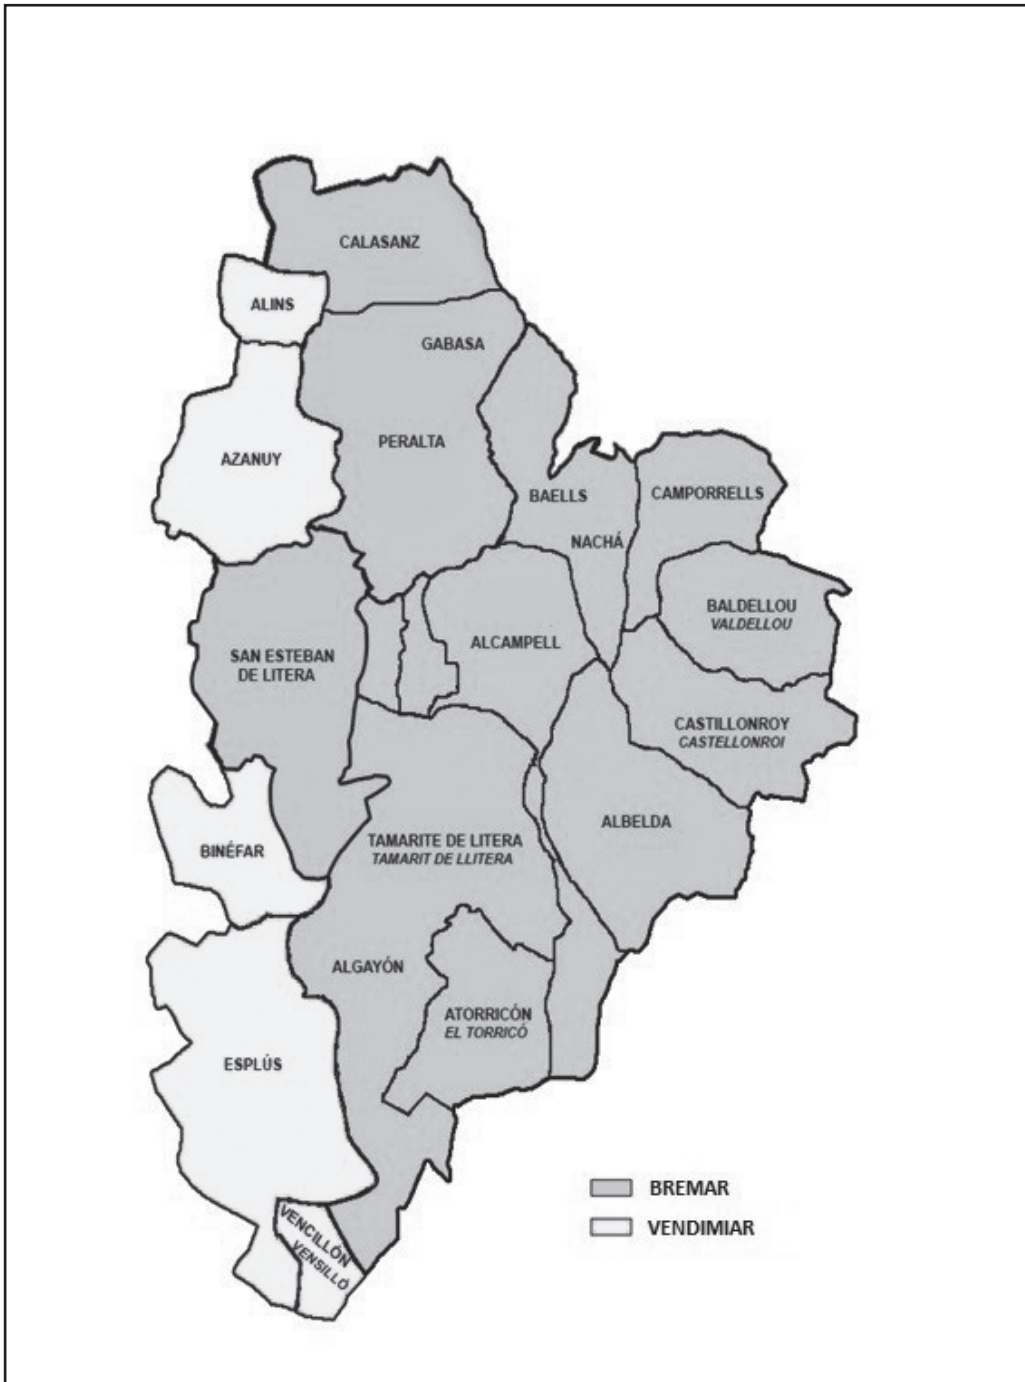 CALASANZ
ALINS
GABASA
PERALTA
AZANUY
BAELLS
CAMPORRELLS
NACHÁ
BALDELLOU
VALDELLOU
ALCAMPELL
SAN ESTEBAN
DE LITERA
CASTILLONROY
CASTELLONROI
ALBELDA
TAMARITE DE LITERA
TAMARIT DE LLITERA
BINÉFAR
ALGAYÓN
ATORRICÓN
EL TORRICÓ
ESPLÚS
VENCILLÓN
VENSILLÓ
BREMAR
VENDIMIAR